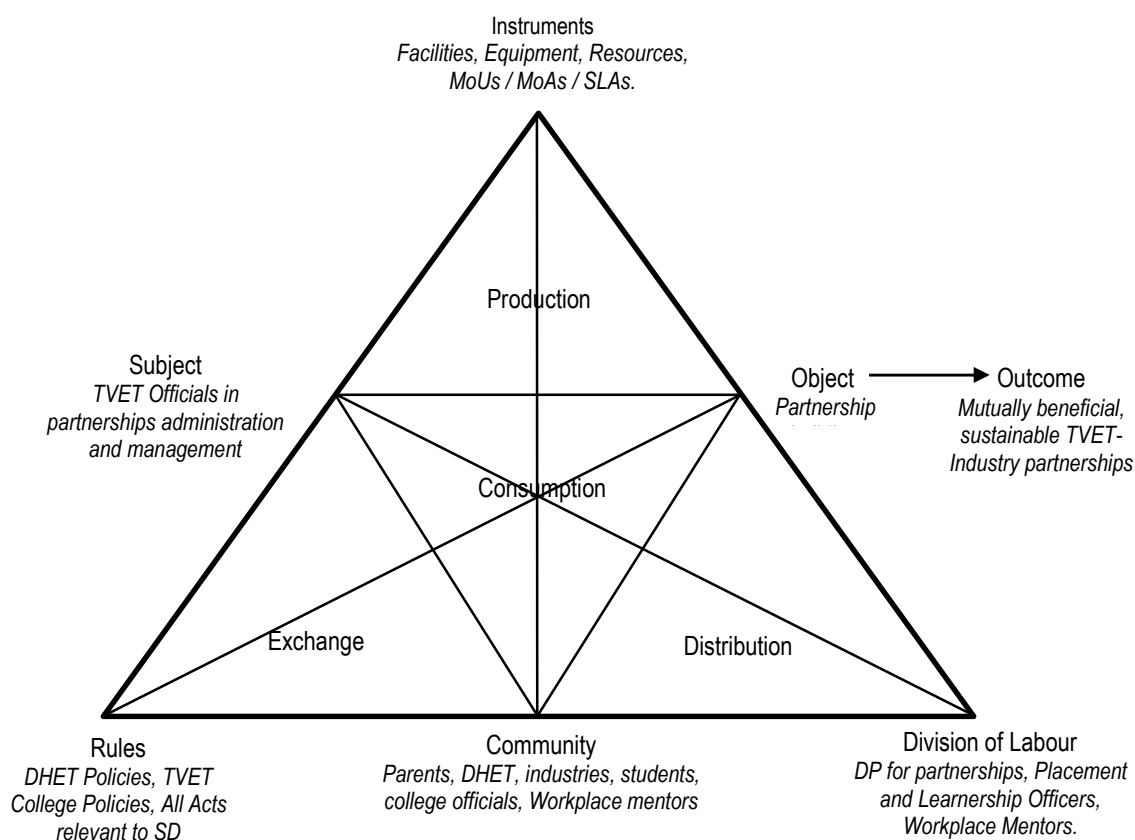 Instruments
Facilities, Equipment, Resources,
MoUs / MoAs / SLAs.
Production
Subject
TVET Officials in
partnerships administration
and management
Object
Partnership
Outcome
Mutually beneficial,
sustainable TVET-
Industry partnerships
Consumption
Exchange
Distribution
Rules
DHET Policies, TVET
College Policies, All Acts
relevant to SD
Community
Parents, DHET, industries, students,
college officials, Workplace mentors
Division of Labour
DP for partnerships, Placement
and Learnership Officers,
Workplace Mentors.